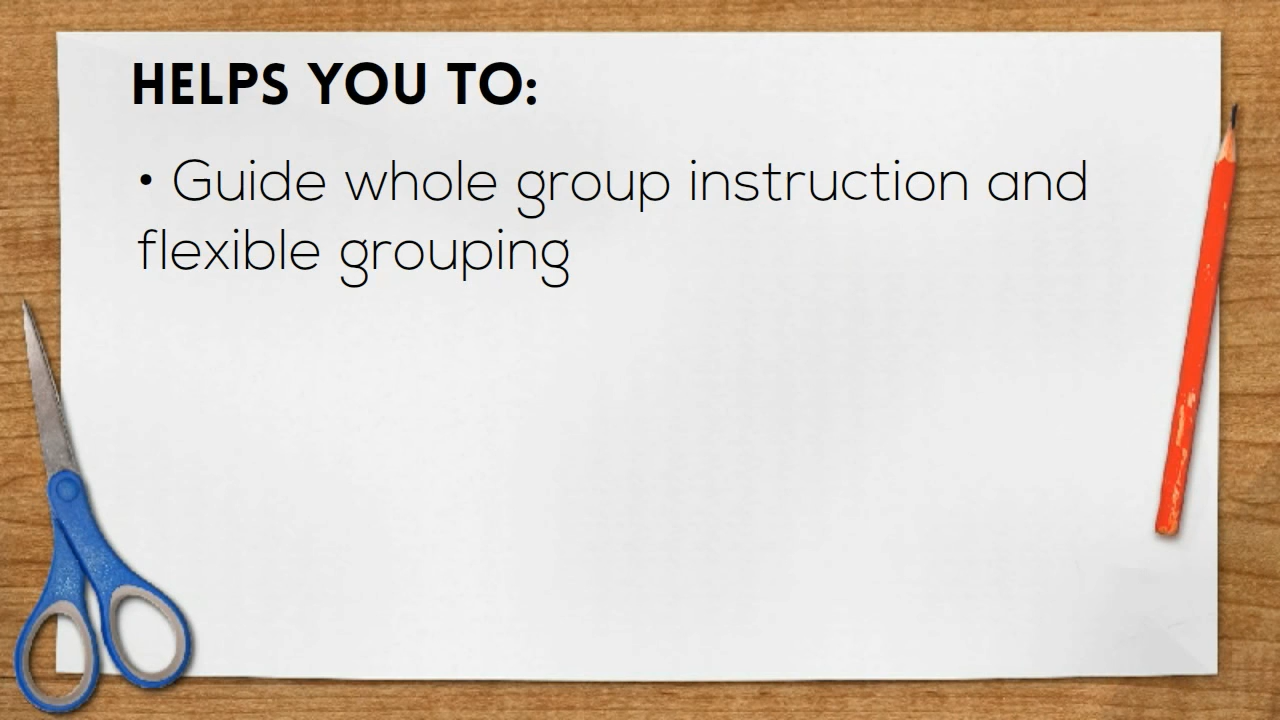 HELPS YOU TO:
• Guide whole group instruction and
flexible grouping